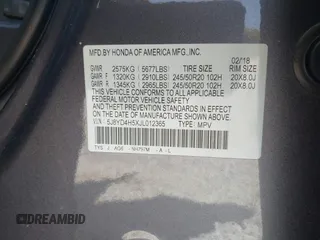 MFD. BY HONDA OF AMERICA MFG., INC. 02/18
GVWR 2575KG (5677LBS) TIRE SIZE RIM SIZE
GAWR F 1320KG (2910LBS) 245/50R20 102H 20X8.0J
GAWR R 1345KG (2965LBS) 245/50R20 102H 20X8.0J
THIS VEHICLE CONFORMS TO ALL APPLICABLE
FEDERAL MOTOR VEHICLE SAFETY AND
THEFT PREVENTION STANDARDS IN EFFECT
ON THE DATE OF MANUFACTURE SHOWN ABOVE.
V.I.N.: 5J8YD4H5XJL012365
TYPE: MPV
A - L
DREAMBID